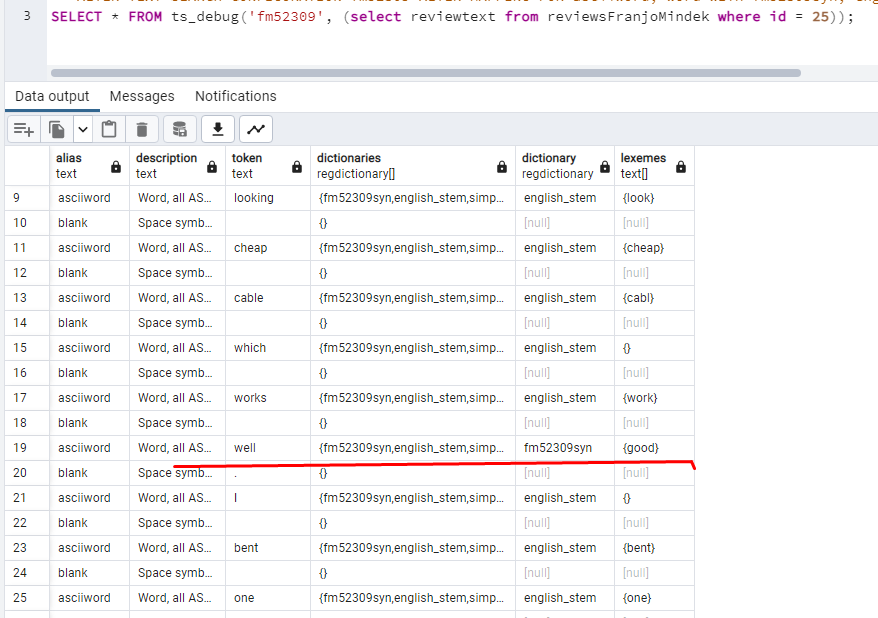 3 SELECT * FROM ts_debug('fm52309', (select reviewtext from reviewsFranjoMindek where id = 25));
Data output Messages Notifications
alias description token dictionaries dictionary lexemes
text text text regdictionary[] regdictionary text[]
9 asciiword Word, all AS... looking {fm52309syn,english_stem,simp... english_stem {look}
10 blank Space symb... {} [null] [null]
11 asciiword Word, all AS... cheap {fm52309syn,english_stem,simp... english_stem {cheap}
12 blank Space symb... {} [null] [null]
13 asciiword Word, all AS... cable {fm52309syn,english_stem,simp... english_stem {cabl}
14 blank Space symb... {} [null] [null]
15 asciiword Word, all AS... which {fm52309syn,english_stem,simp... english_stem {}
16 blank Space symb... {} [null] [null]
17 asciiword Word, all AS... works {fm52309syn,english_stem,simp... english_stem {work}
18 blank Space symb... {} [null] [null]
19 asciiword Word, all AS... well {fm52309syn,english_stem,simp... fm52309syn {good}
20 blank Space symb... . {} [null] [null]
21 asciiword Word, all AS... I {fm52309syn,english_stem,simp... english_stem {}
22 blank Space symb... {} [null] [null]
23 asciiword Word, all AS... bent {fm52309syn,english_stem,simp... english_stem {bent}
24 blank Space symb... {} [null] [null]
25 asciiword Word, all AS... one {fm52309syn,english_stem,simp... english_stem {one}